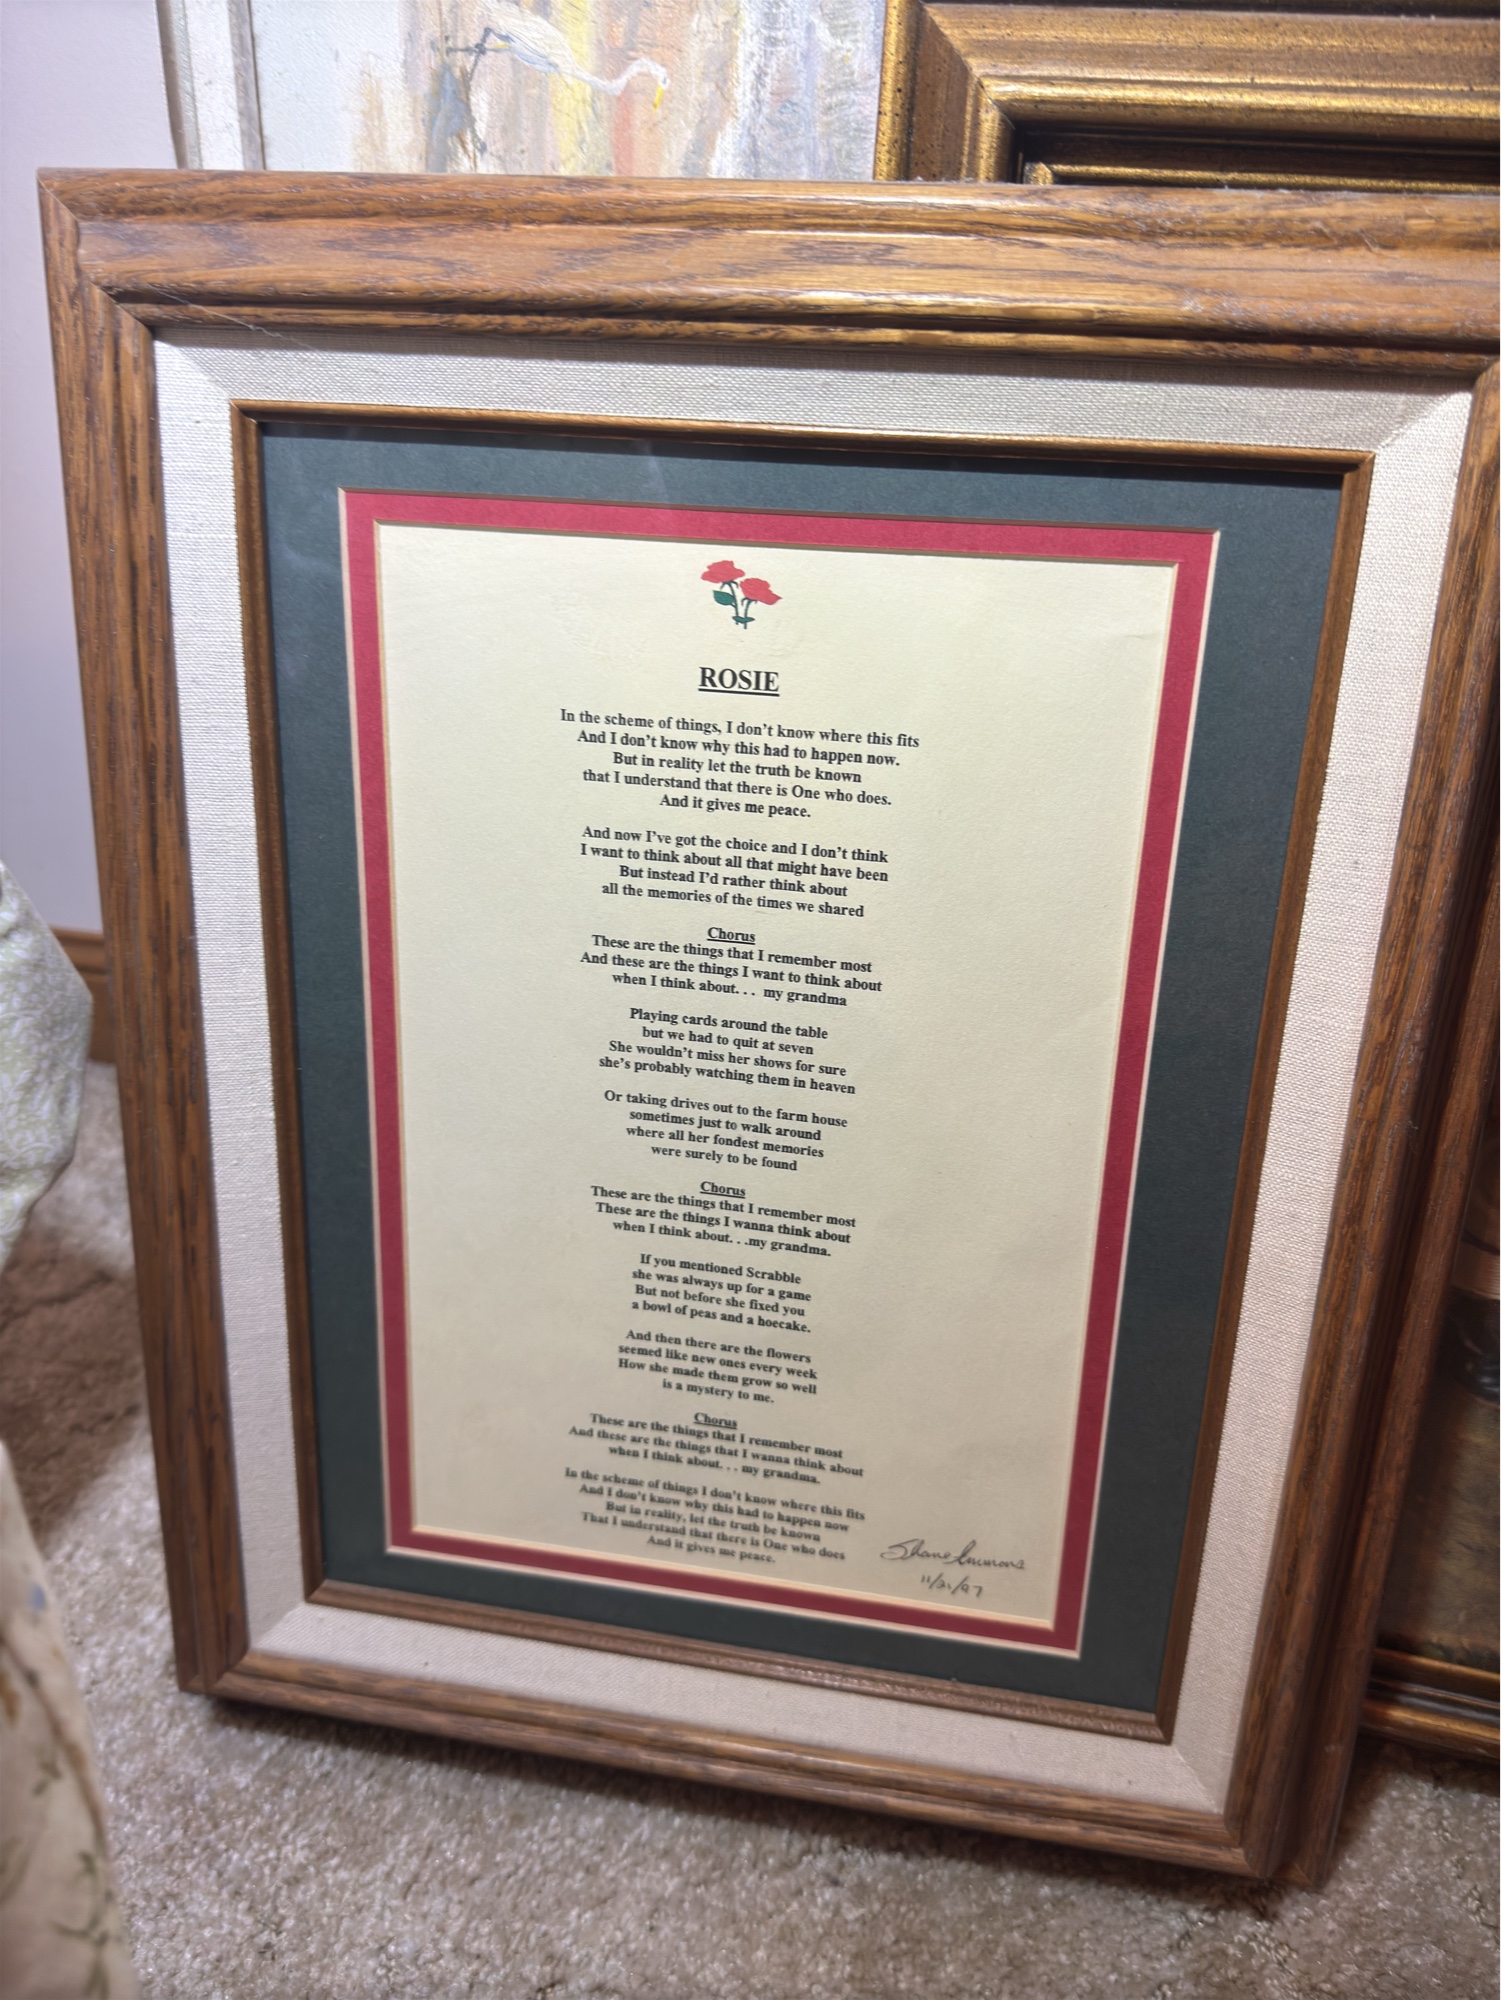 ROSIE
In the scheme of things, I don't know where this fits
And I don't know why this had to happen now.
But in reality let the truth be known
that I understand that there is One who does.
And it gives me peace.
And now I've got the choice and I don't think
I want to think about all that might have been
But instead I'd rather think about
all the memories of the times we shared
Chorus
These are the things that I remember most
And these are the things I want to think about
when I think about. . . my grandma
Playing cards around the table
but we had to quit at seven
She wouldn't miss her shows for sure
she's probably watching them in heaven
Or taking drives out to the farm house
sometimes just to walk around
where all her fondest memories
were surely to be found
Chorus
These are the things that I remember most
These are the things I wanna think about
when I think about. . .my grandma.
If you mentioned Scrabble
she was always up for a game
But not before she fixed you
a bowl of peas and a hoecake.
And then there are the flowers
seemed like new ones every week
How she made them grow so well
is a mystery to me.
Chorus
These are the things that I remember most
And these are the things that I wanna think about
when I think about. . . my grandma.
In the scheme of things I don't know where this fits
And I don't know why this had to happen now
But in reality, let the truth be known
That I understand that there is One who does
And it gives me peace.
Shane